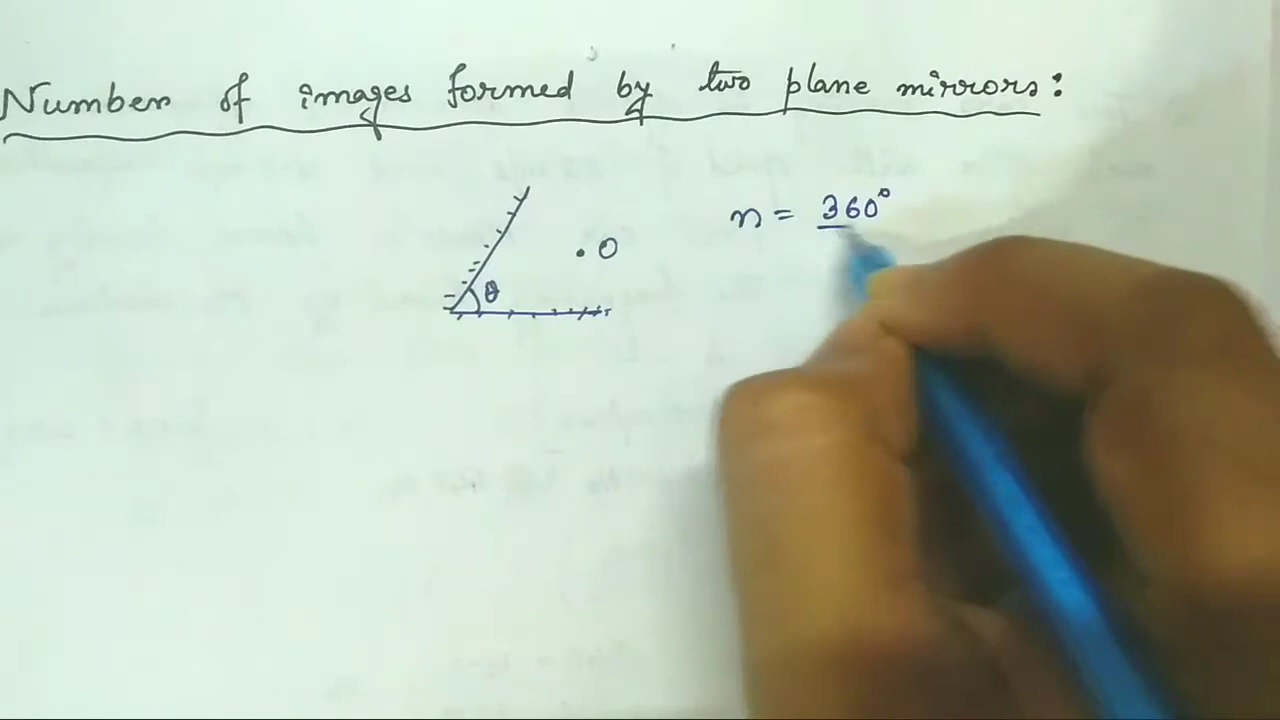 Number of images formed by two plane mirrors:
n = 360°
. O
θ